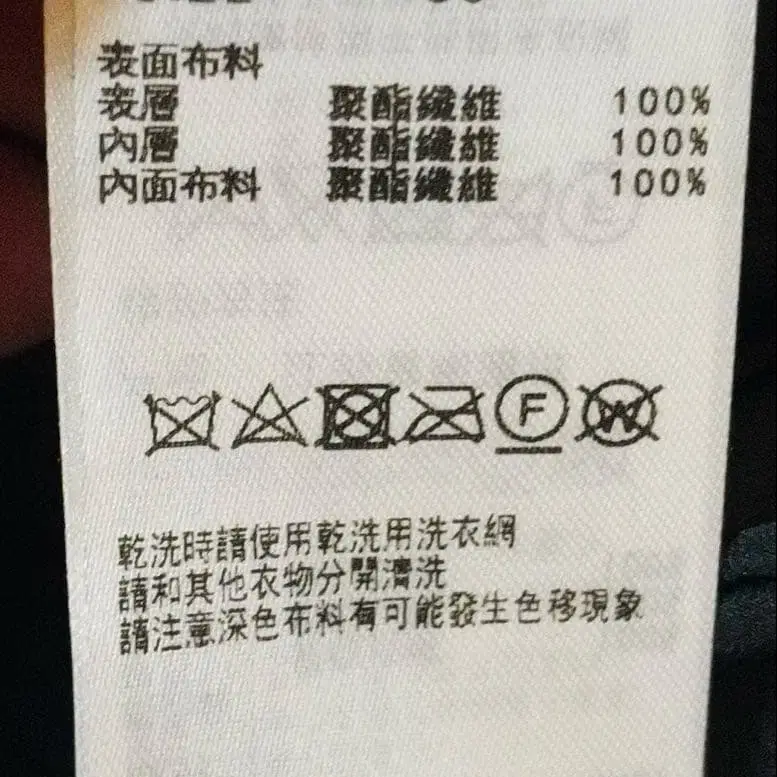 表面布料
表層 聚酯纖維 100%
內層 聚酯纖維 100%
內面布料 聚酯纖維 100%
F W
乾洗時請使用乾洗用洗衣網
請和其他衣物分開清洗
請注意深色布料有可能發生色移現象